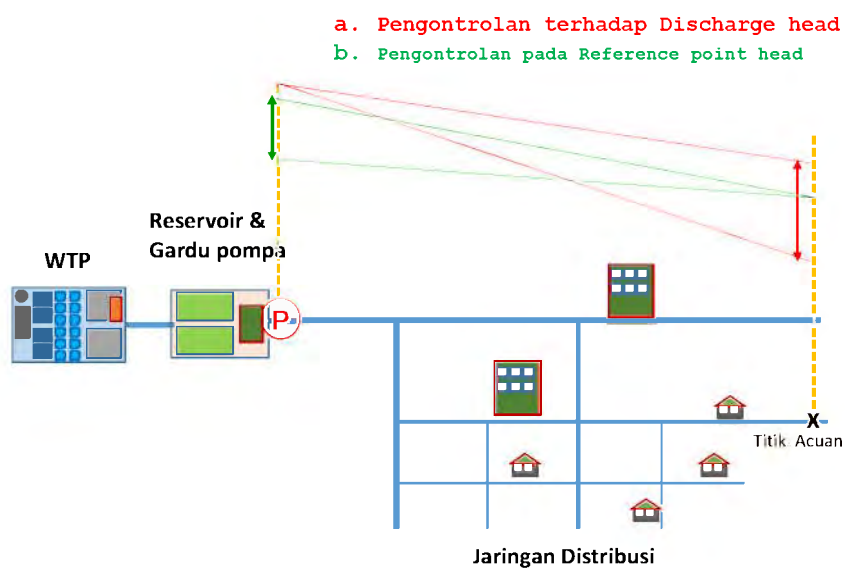 a. Pengontrolan terhadap Discharge head
b. Pengontrolan pada Reference point head
Reservoir &
Gardu pompa
WTP
P
X
Titik Acuan
Jaringan Distribusi